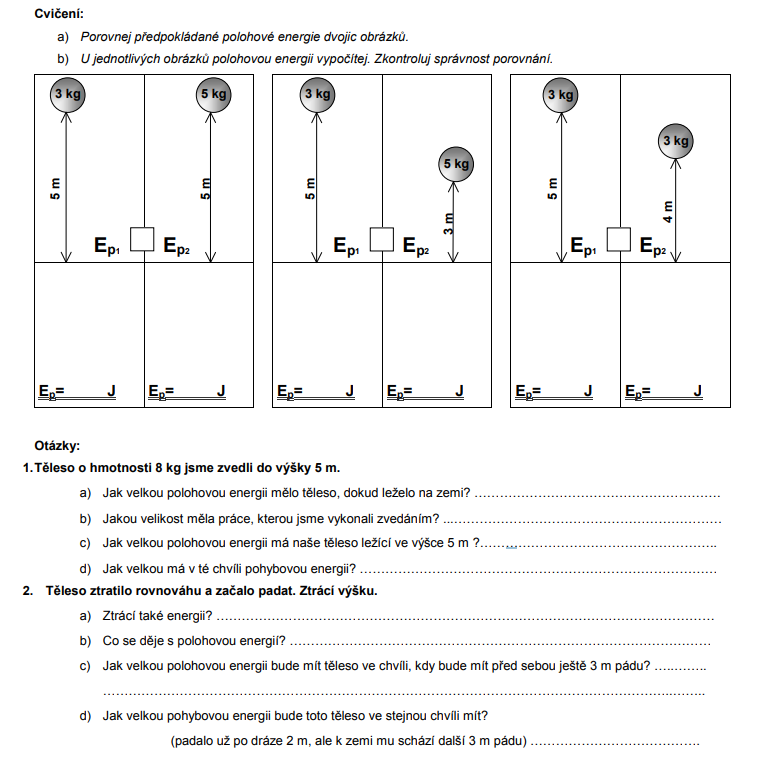 Cvičení:
a) Porovnej předpokládané polohové energie dvojic obrázků.
b) U jednotlivých obrázků polohovou energii vypočítej. Zkontroluj správnost porovnání.
3 kg 5 kg 3 kg 3 kg
3 kg
5 kg
5 m 5 m 5 m 3 m 5 m 4 m
Ep1 Ep2 Ep1 Ep2 Ep1 Ep2
Ep= J Ep= J Ep= J Ep= J Ep= J Ep= J
Otázky:
1. Těleso o hmotnosti 8 kg jsme zvedli do výšky 5 m.
a) Jak velkou polohovou energii mělo těleso, dokud leželo na zemi? ……………………………………………………
b) Jakou velikost měla práce, kterou jsme vykonali zvedáním? ...…………………………………………………………
c) Jak velkou polohovou energii má naše těleso ležící ve výšce 5 m ?……...…………………………………………..
d) Jak velkou má v té chvíli pohybovou energii? ……………………………………………………………………………
2. Těleso ztratilo rovnováhu a začalo padat. Ztrácí výšku.
a) Ztrácí také energii? ……………………………………………………………………………………………………………
b) Co se děje s polohovou energií? ……………………………………………………………………………………………
c) Jak velkou polohovou energii bude mít těleso ve chvíli, kdy bude mít před sebou ještě 3 m pádu? …..……..
…………………………………………………………………………………………………………………………………...…..
d) Jak velkou pohybovou energii bude toto těleso ve stejnou chvíli mít?
(padalo už po dráze 2 m, ale k zemi mu schází další 3 m pádu) ………………………………….